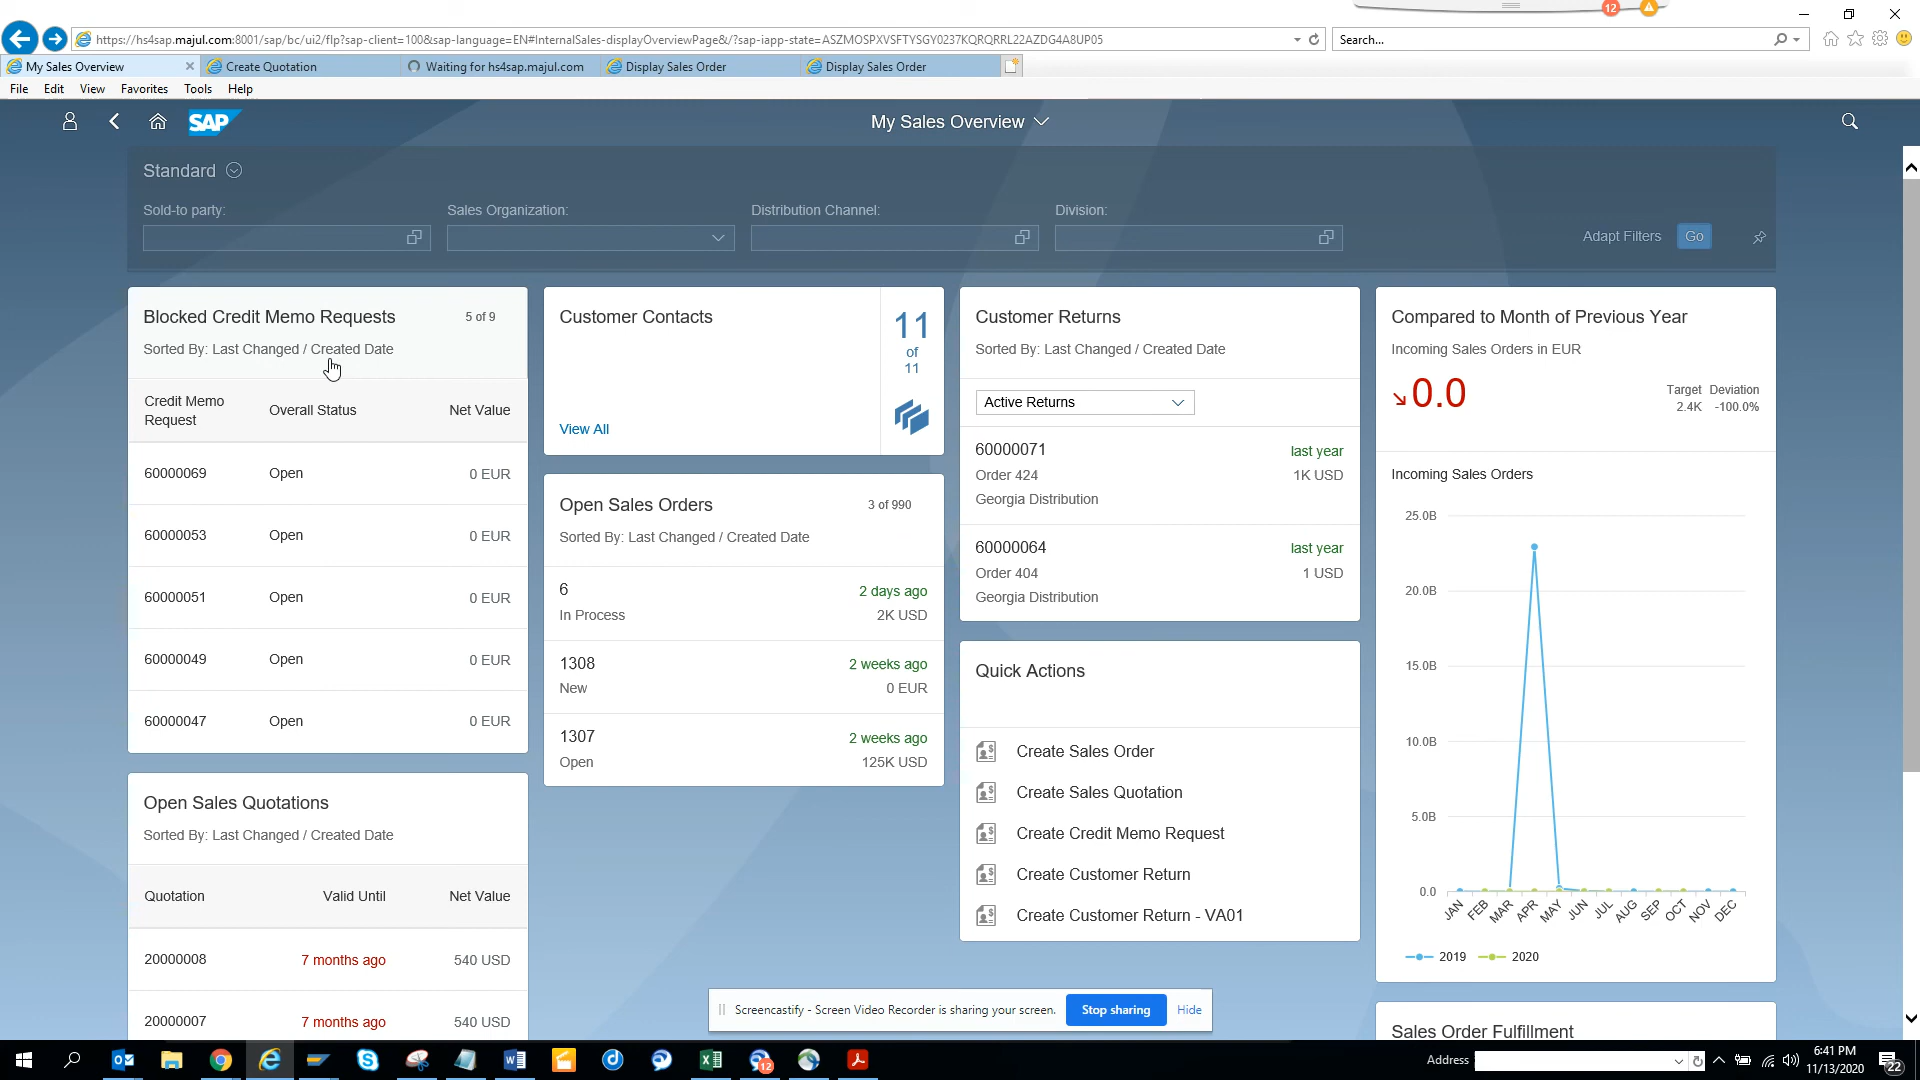 12
https://hs4sap.majul.com:8001/sap/bc/ui2/flp?sap-client=100&sap-language=EN#InternalSales-displayOverviewPage&/?sap-iapp-state=ASZMOSPXVSFTYSGY0237KQRQRRL22AZDG4A8UP05
Search...
My Sales Overview
Create Quotation
Waiting for hs4sap.majul.com
Display Sales Order
Display Sales Order
File Edit View Favorites Tools Help
SAP
My Sales Overview
Standard
Sold-to party:
Sales Organization:
Distribution Channel:
Division:
Adapt Filters
Go
Blocked Credit Memo Requests
5 of 9
Sorted By: Last Changed / Created Date
Credit Memo Request
Overall Status
Net Value
60000069 Open 0 EUR
60000053 Open 0 EUR
60000051 Open 0 EUR
60000049 Open 0 EUR
60000047 Open 0 EUR
Open Sales Quotations
Sorted By: Last Changed / Created Date
Quotation Valid Until Net Value
20000008 7 months ago 540 USD
20000007 7 months ago 540 USD
Customer Contacts
11
of
11
View All
Open Sales Orders
3 of 990
Sorted By: Last Changed / Created Date
6 2 days ago
In Process 2K USD
1308 2 weeks ago
New 0 EUR
1307 2 weeks ago
Open 125K USD
Customer Returns
Sorted By: Last Changed / Created Date
Active Returns
60000071 last year
Order 424 1K USD
Georgia Distribution
60000064 last year
Order 404 1 USD
Georgia Distribution
Quick Actions
Create Sales Order
Create Sales Quotation
Create Credit Memo Request
Create Customer Return
Create Customer Return - VA01
Compared to Month of Previous Year
Incoming Sales Orders in EUR
0.0
Target Deviation
2.4K -100.0%
Incoming Sales Orders
25.0B
20.0B
15.0B
10.0B
5.0B
0.0
JAN FEB MAR APR MAY JUN JUL AUG SEP OCT NOV DEC
2019 2020
Sales Order Fulfillment
Screencastify - Screen Video Recorder is sharing your screen.
Stop sharing
Hide
12
Address
6:41 PM
11/13/2020
22